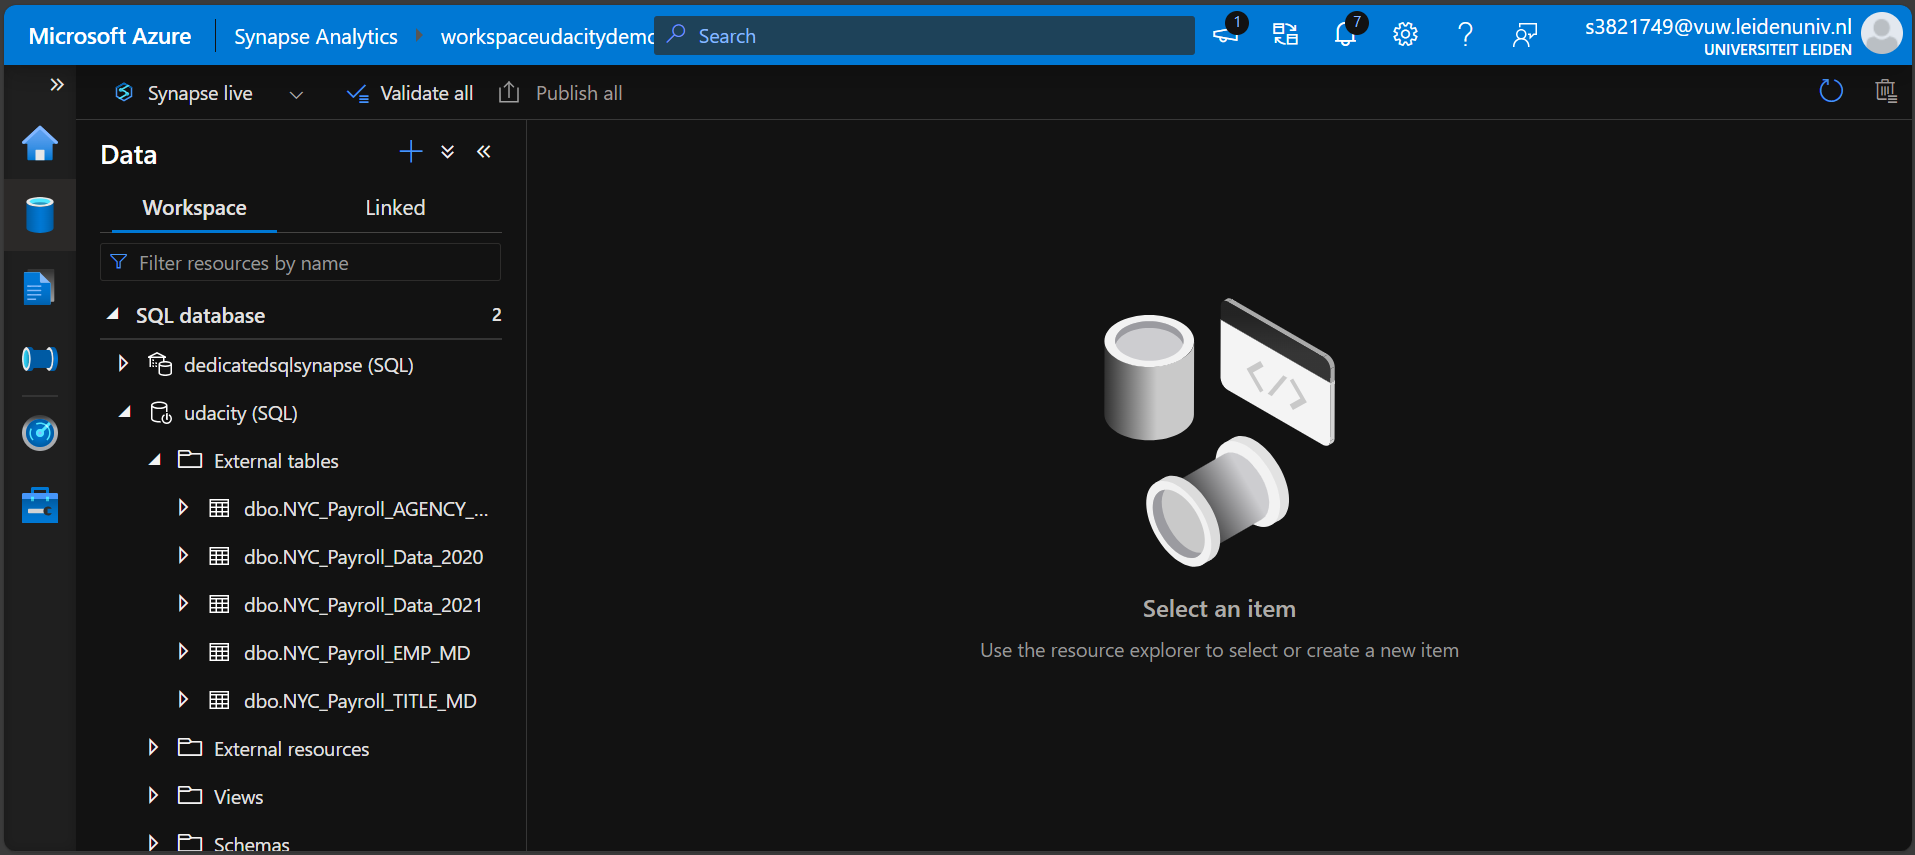 Microsoft Azure
Synapse Analytics
workspaceudacitydemo
Search
1
7
s3821749@vuw.leidenuniv.nl
UNIVERSITEIT LEIDEN
Synapse live
Validate all
Publish all
Data
Workspace
Linked
Filter resources by name
SQL database
2
dedicatedsqlsynapse (SQL)
udacity (SQL)
External tables
dbo.NYC_Payroll_AGENCY_...
dbo.NYC_Payroll_Data_2020
dbo.NYC_Payroll_Data_2021
dbo.NYC_Payroll_EMP_MD
dbo.NYC_Payroll_TITLE_MD
External resources
Views
Schemas
</>
Select an item
Use the resource explorer to select or create a new item